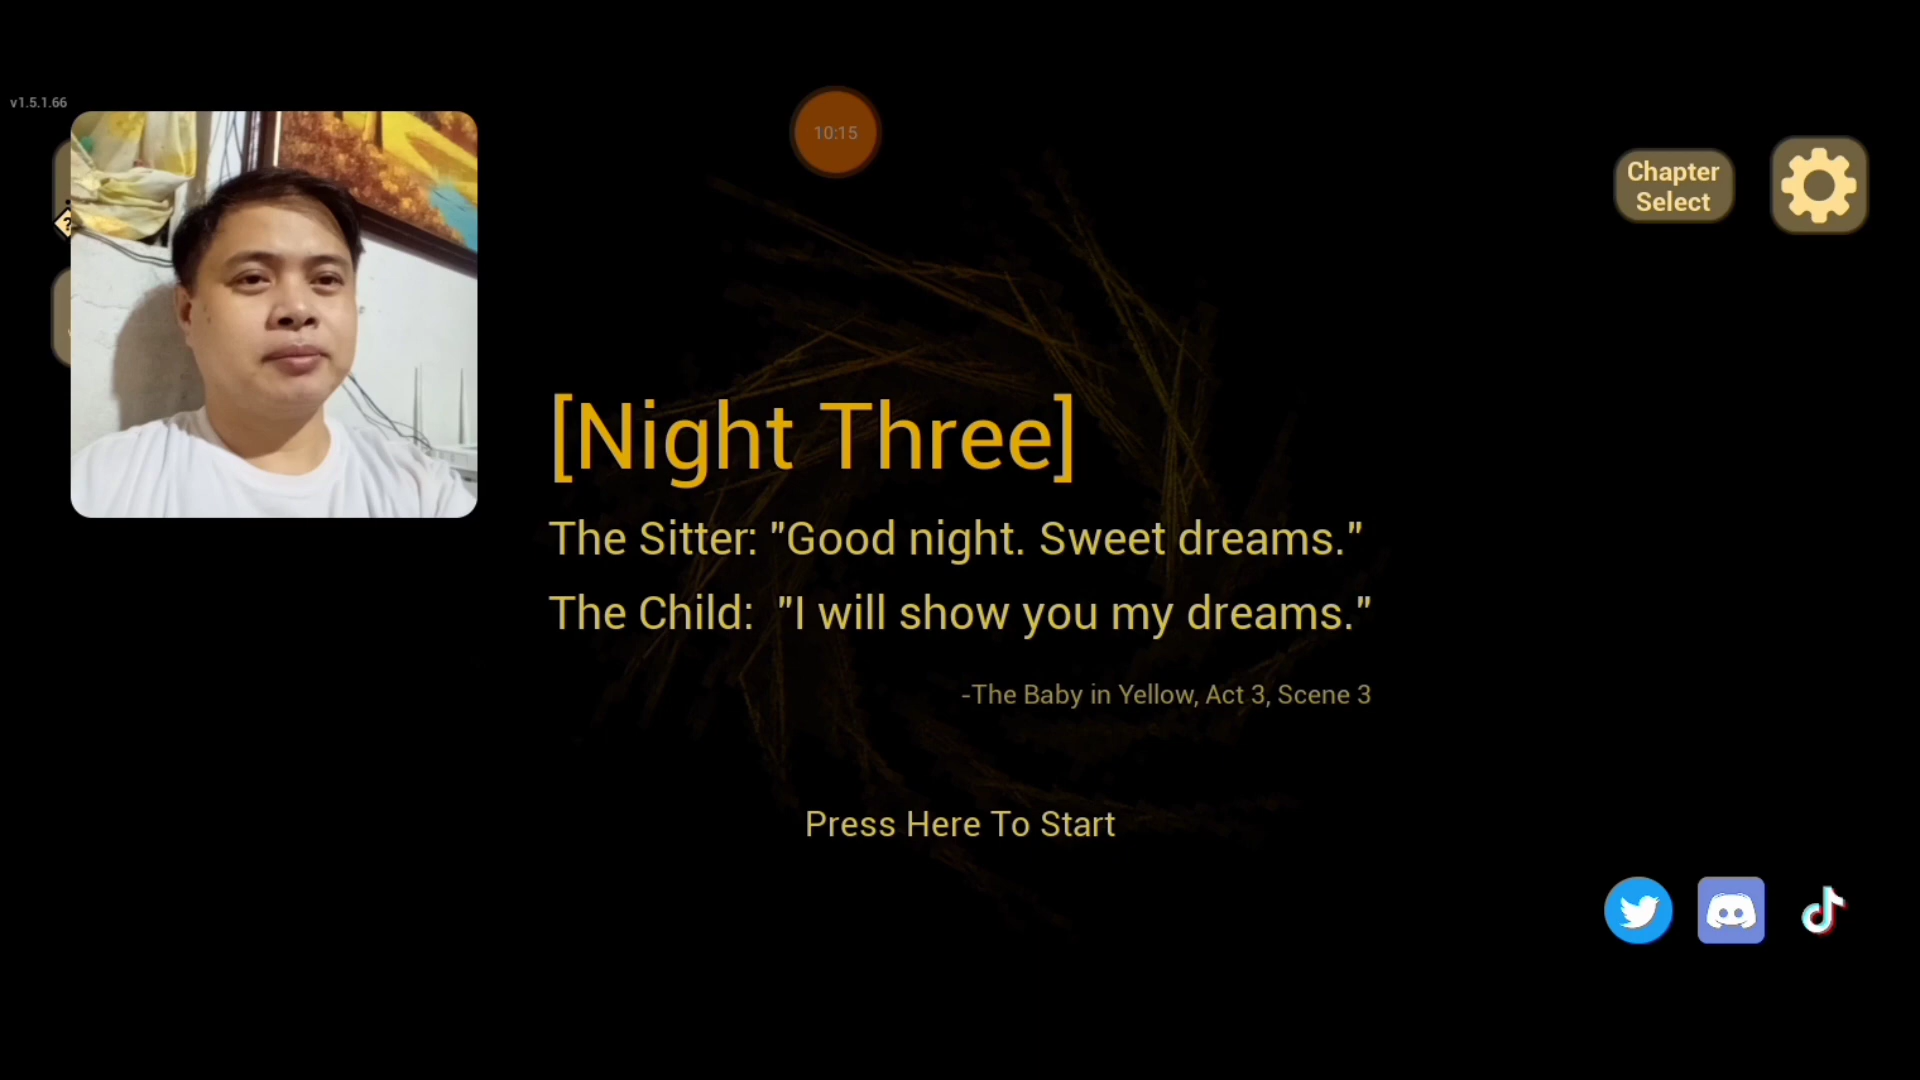 v1.5.1.66
10:15
Chapter
Select
?
[Night Three]
The Sitter: "Good night. Sweet dreams."
The Child:  "I will show you my dreams."
-The Baby in Yellow, Act 3, Scene 3
Press Here To Start